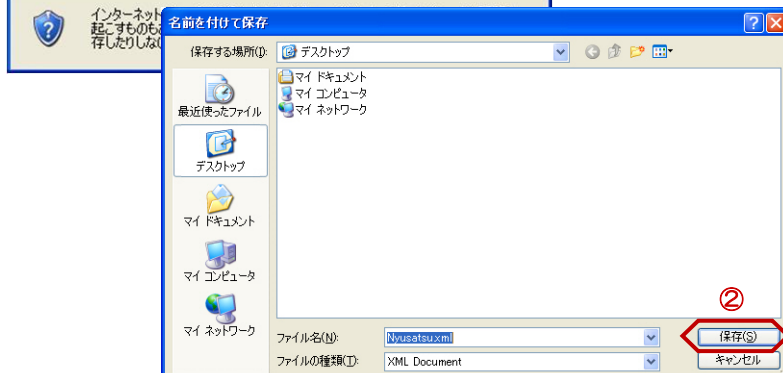 インターネット
起こすものも
存したりしない
名前を付けて保存
保存する場所(I):
デスクトップ
マイ ドキュメント
マイ コンピュータ
マイ ネットワーク
最近使ったファイル
デスクトップ
マイ ドキュメント
マイ コンピュータ
マイ ネットワーク
②
ファイル名(N):
Nyusatsu.xml
保存(S)
ファイルの種類(T):
XML Document
キャンセル